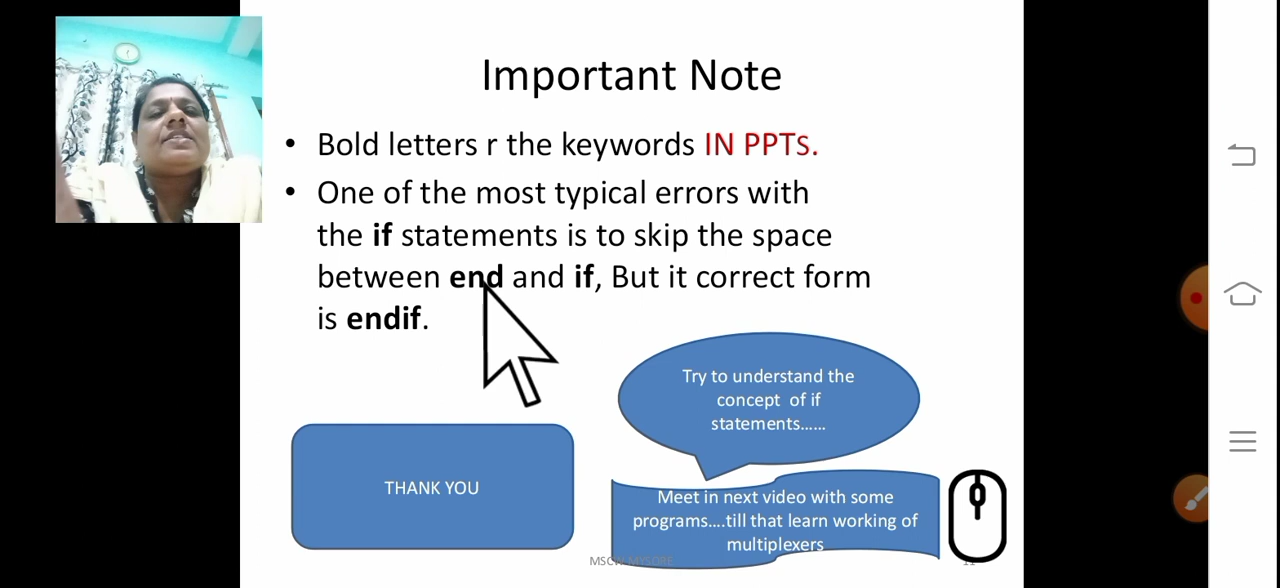 Important Note
• Bold letters r the keywords IN PPTs.
• One of the most typical errors with
the if statements is to skip the space
between end and if, But it correct form
is endif.
Try to understand the
concept of if
statements......
THANK YOU
Meet in next video with some
programs....till that learn working of
multiplexers
11